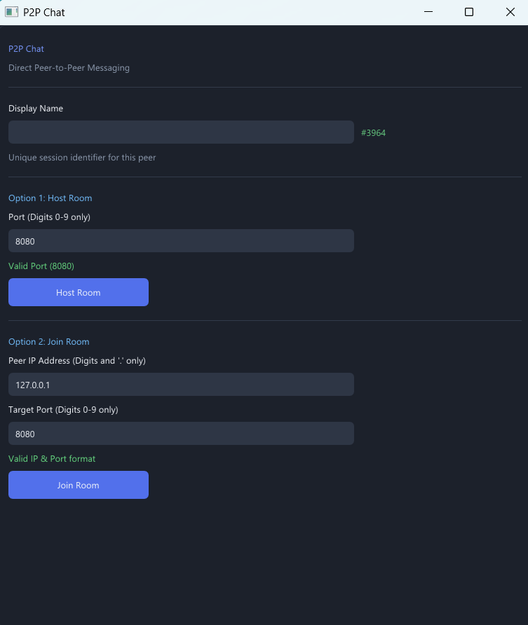 P2P Chat
P2P Chat
Direct Peer-to-Peer Messaging
Display Name
#3964
Unique session identifier for this peer
Option 1: Host Room
Port (Digits 0-9 only)
8080
Valid Port (8080)
Host Room
Option 2: Join Room
Peer IP Address (Digits and '.' only)
127.0.0.1
Target Port (Digits 0-9 only)
8080
Valid IP & Port format
Join Room